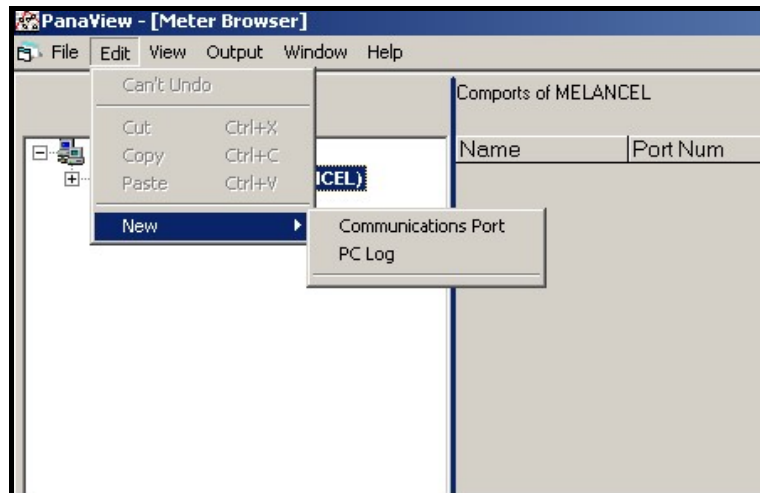 PanaView - [Meter Browser]
File Edit View Output Window Help
Can't Undo
Comports of MELANCEL
Cut Ctrl+X
Name Port Num
Copy Ctrl+C
Paste Ctrl+V
NCEL)
New
Communications Port
PC Log